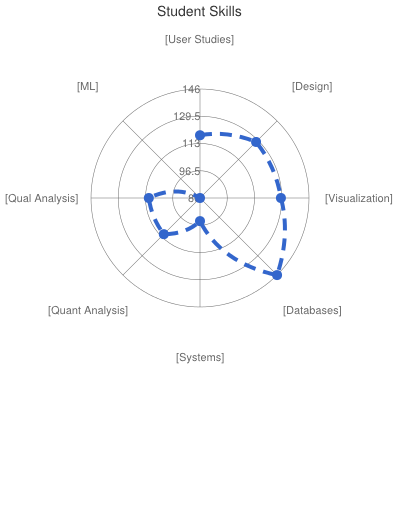 Student Skills
[User Studies]
[ML]
[Design]
146
129.5
113
96.5
[Qual Analysis]
[Visualization]
[Quant Analysis]
[Databases]
[Systems]